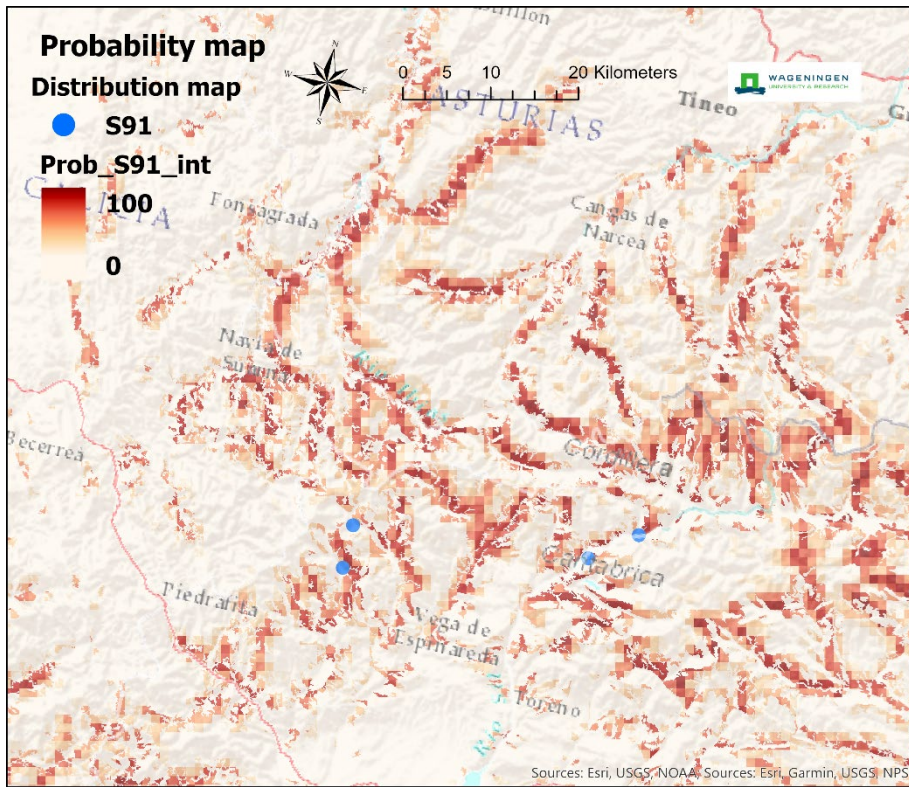 Probability map
Distribution map
S91
Prob_S91_int
100
0
N
W
E
S
0 5 10 20 Kilometers
WAGENINGEN
UNIVERSITY & RESEARCH
ASTURIAS
Tineo
Fonsagrada
Cangas de
Narcea
Navia de
Suarna
Becerrea
Cordillera
Cantabrica
Piedrafita
Vega de
Espinareda
Toreno
Sources: Esri, USGS, NOAA, Sources: Esri, Garmin, USGS, NPS